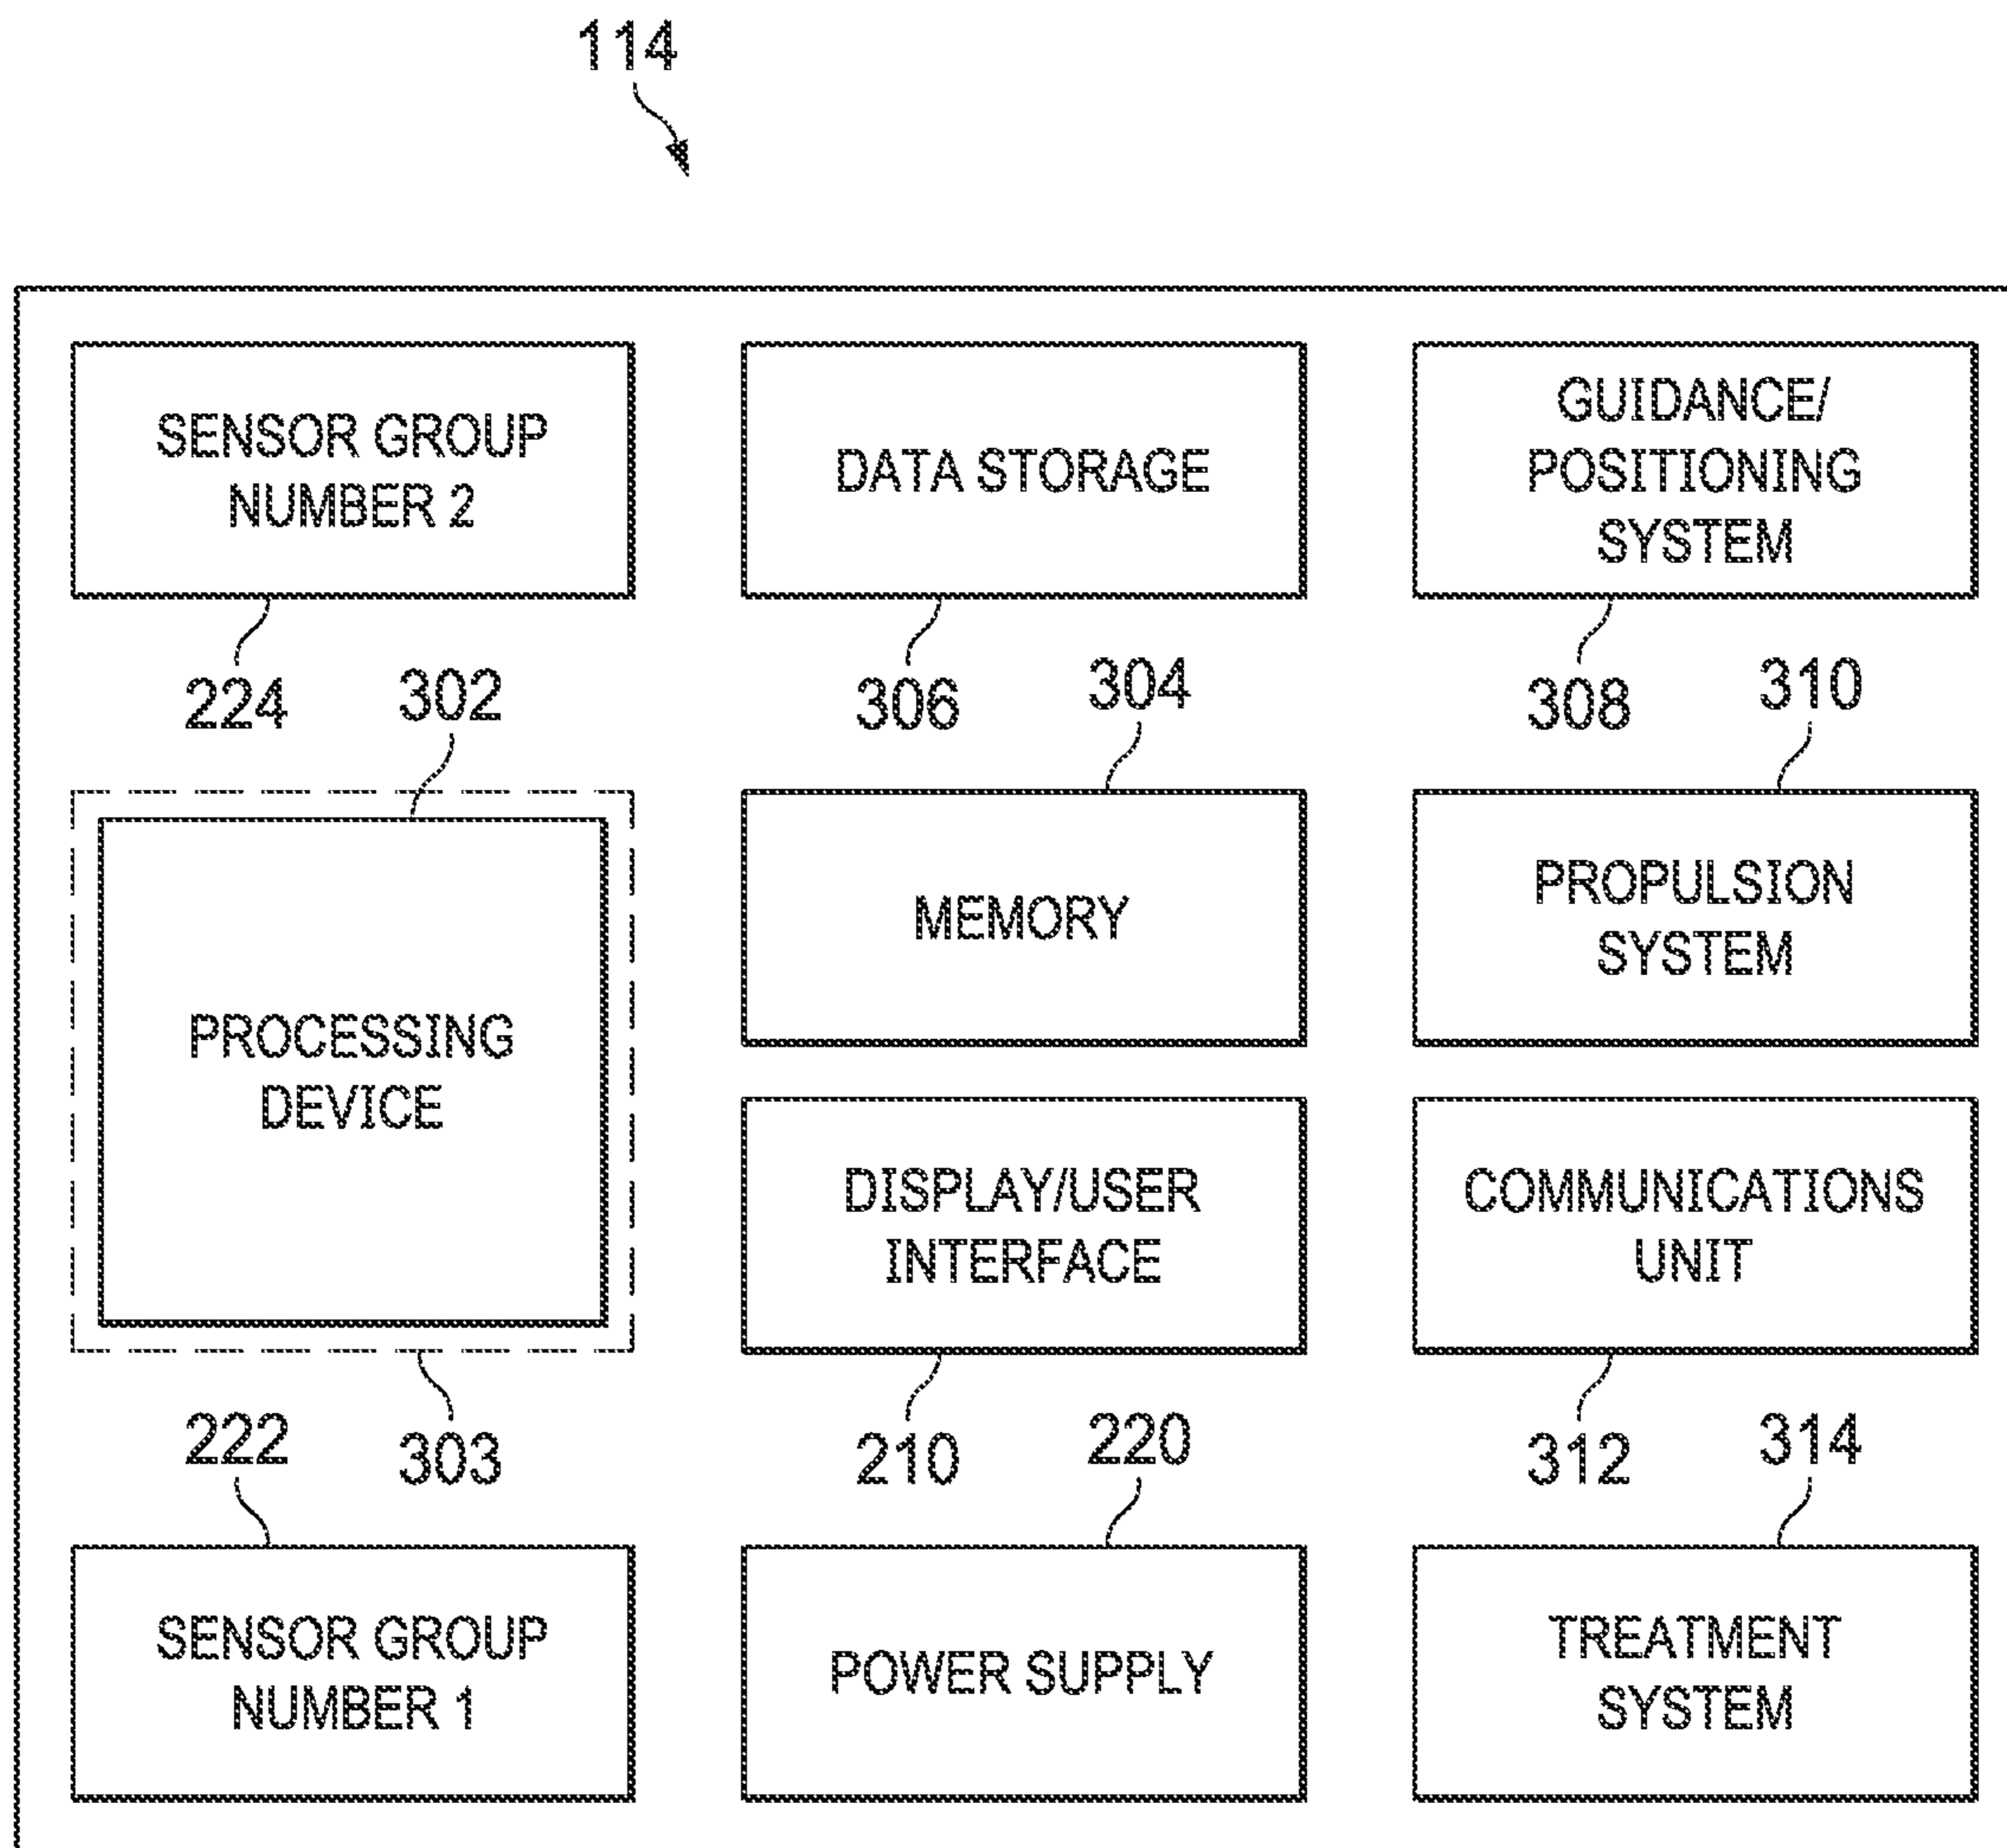 114
SENSOR GROUP
NUMBER 2
DATA STORAGE
GUIDANCE/
POSITIONING
SYSTEM
224
302
306
304
308
310
PROCESSING
DEVICE
MEMORY
PROPULSION
SYSTEM
DISPLAY/USER
INTERFACE
COMMUNICATIONS
UNIT
222
303
210
220
312
314
SENSOR GROUP
NUMBER 1
POWER SUPPLY
TREATMENT
SYSTEM